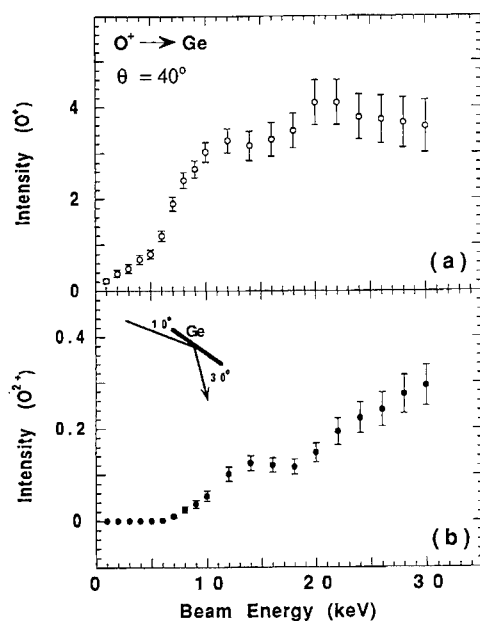 O⁺ → Ge
θ = 40°
4
2
0
Intensity (O⁺)
(a)
0.4
0.2
0
Intensity (O²⁺)
10°
Ge
30°
(b)
0 10 20 30
Beam Energy (keV)